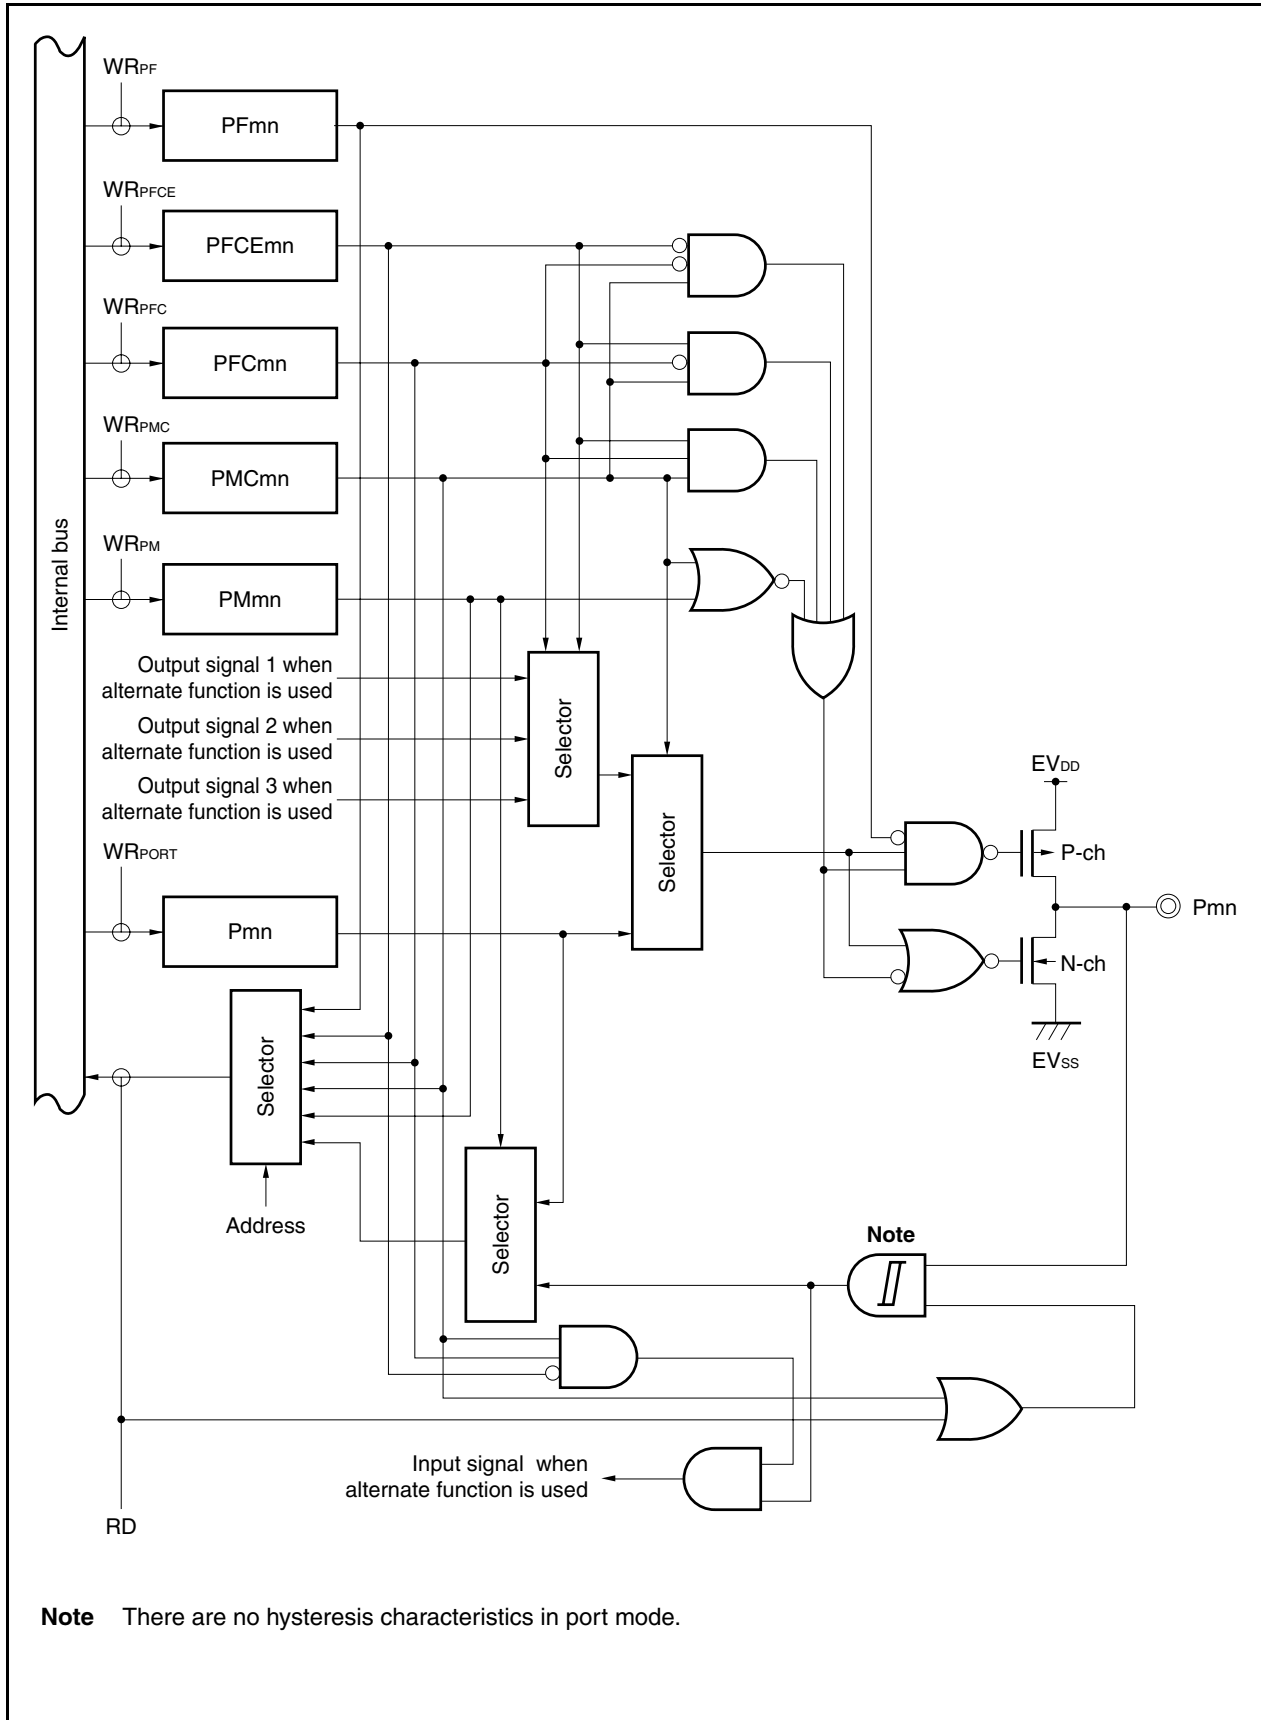 WRPF
PFmn
WRPFCE
PFCEmn
WRPFC
PFCmn
WRPMC
PMCmn
Internal bus
WRPM
PMmn
Output signal 1 when
alternate function is used
Output signal 2 when
alternate function is used
Output signal 3 when
alternate function is used
Selector
Selector
EVDD
P-ch
WRPORT
Pmn
Pmn
N-ch
EVSS
Selector
Address
Selector
Note
Input signal when
alternate function is used
RD
Note There are no hysteresis characteristics in port mode.